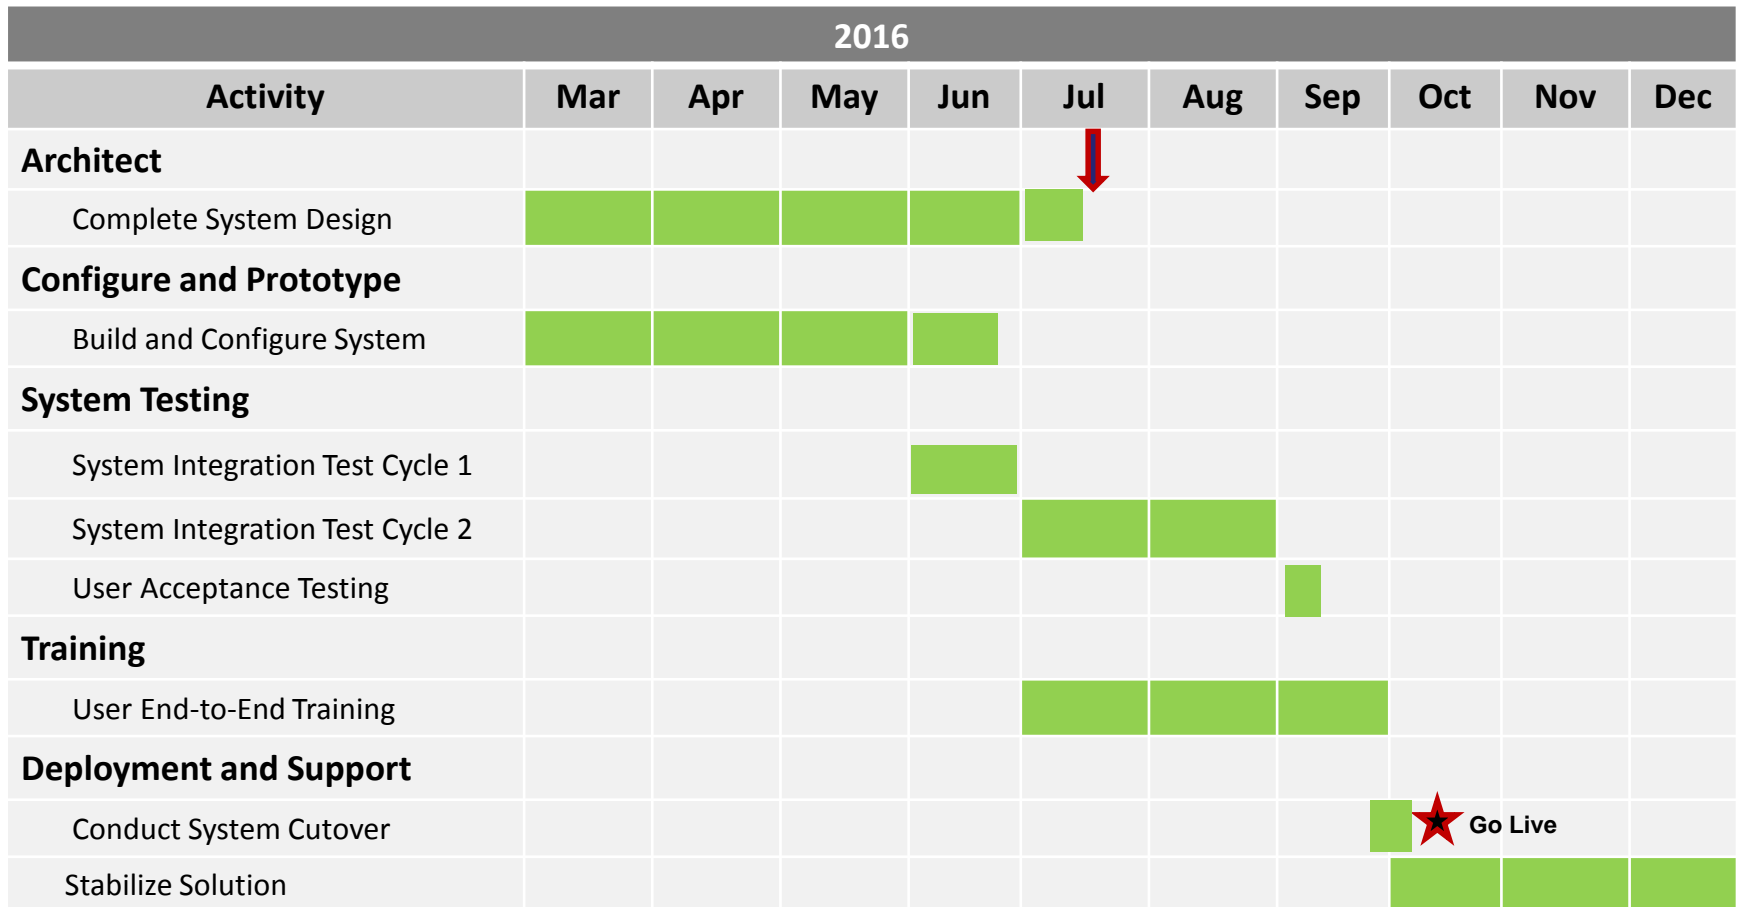 2016
Activity Mar Apr May Jun Jul Aug Sep Oct Nov Dec
Architect
Complete System Design
Configure and Prototype
Build and Configure System
System Testing
System Integration Test Cycle 1
System Integration Test Cycle 2
User Acceptance Testing
Training
User End-to-End Training
Deployment and Support
Conduct System Cutover Go Live
Stabilize Solution